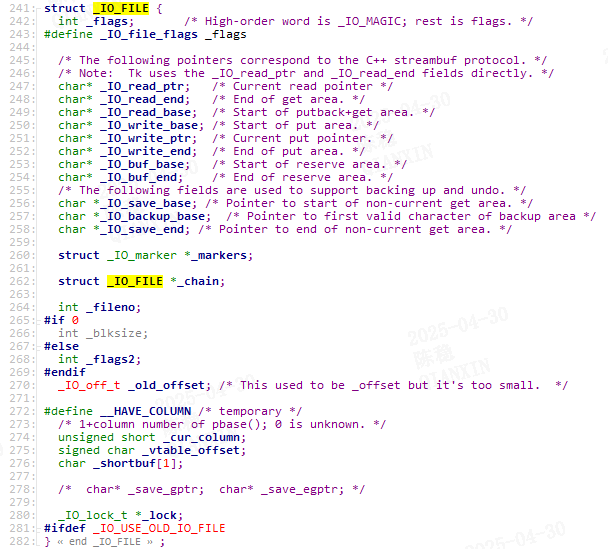 241: struct _IO_FILE {
242:   int _flags;       /* High-order word is _IO_MAGIC; rest is flags. */
243: #define _IO_file_flags _flags
244:
245:   /* The following pointers correspond to the C++ streambuf protocol. */
246:   /* Note:  Tk uses the _IO_read_ptr and _IO_read_end fields directly. */
247:   char* _IO_read_ptr;   /* Current read pointer */
248:   char* _IO_read_end;   /* End of get area. */
249:   char* _IO_read_base;  /* Start of putback+get area. */
250:   char* _IO_write_base; /* Start of put area. */
251:   char* _IO_write_ptr;  /* Current put pointer. */
252:   char* _IO_write_end;  /* End of put area. */
253:   char* _IO_buf_base;   /* Start of reserve area. */
254:   char* _IO_buf_end;    /* End of reserve area. */
255:   /* The following fields are used to support backing up and undo. */
256:   char *_IO_save_base; /* Pointer to start of non-current get area. */
257:   char *_IO_backup_base;  /* Pointer to first valid character of backup area */
258:   char *_IO_save_end; /* Pointer to end of non-current get area. */
259:
260:   struct _IO_marker *_markers;
261:
262:   struct _IO_FILE *_chain;
263:
264:   int _fileno;
265: #if 0
266:   int _blksize;
267: #else
268:   int _flags2;
269: #endif
270:   _IO_off_t _old_offset; /* This used to be _offset but it's too small.  */
271:
272: #define __HAVE_COLUMN /* temporary */
273:   /* 1+column number of pbase(); 0 is unknown. */
274:   unsigned short _cur_column;
275:   signed char _vtable_offset;
276:   char _shortbuf[1];
277:
278:   /*  char* _save_gptr;  char* _save_egptr; */
279:
280:   _IO_lock_t *_lock;
281: #ifdef _IO_USE_OLD_IO_FILE
282: } « end _IO_FILE » ;
2025-04-30